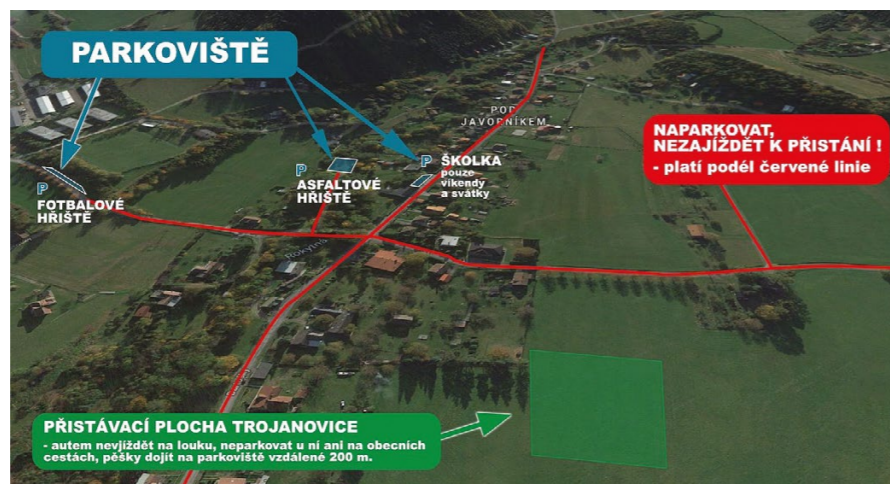 PARKOVIŠTĚ
POD
JAVORNÍKEM
NAPARKOVAT,
NEZAJÍŽDĚT K PŘISTÁNÍ !
- platí podél červené linie
P
ŠKOLKA
pouze
víkendy
a svátky
P
ASFALTOVÉ
HŘIŠTĚ
P
FOTBALOVÉ
HŘIŠTĚ
Rokytná
PŘISTÁVACÍ PLOCHA TROJANOVICE
- autem nevjíždět na louku, neparkovat u ní ani na obecních
cestách, pěšky dojít na parkoviště vzdálené 200 m.